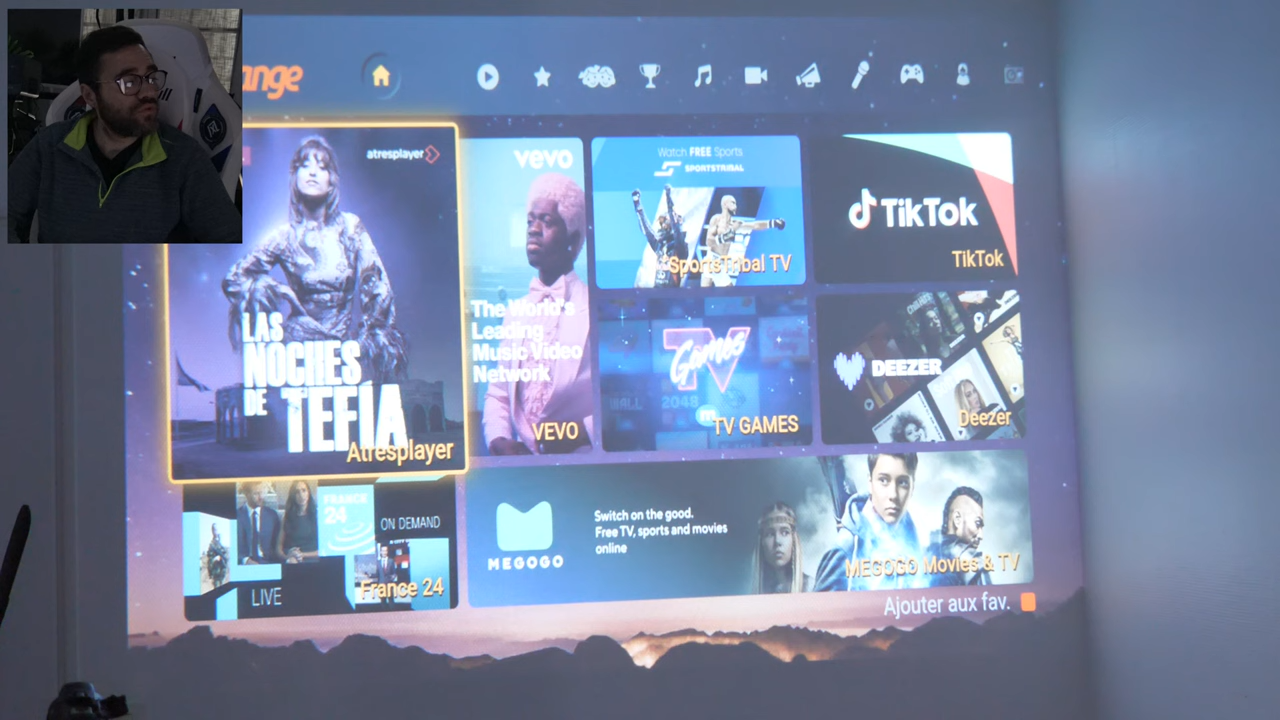 ange
atresplayer
LAS
NOCHES
DE TEFÍA
Atresplayer
vevo
The World's
Leading
Music Video
Network
VEVO
Watch FREE Sports
SPORTSTRIBAL
SportsTribal TV
TikTok
TikTok
Games
TV
2048
TV GAMES
DEEZER
Deezer
FRANCE
24
ON DEMAND
LIVE
France 24
MEGOGO
Switch on the good.
Free TV, sports and movies
online
MEGOGO Movies & TV
Ajouter aux fav.